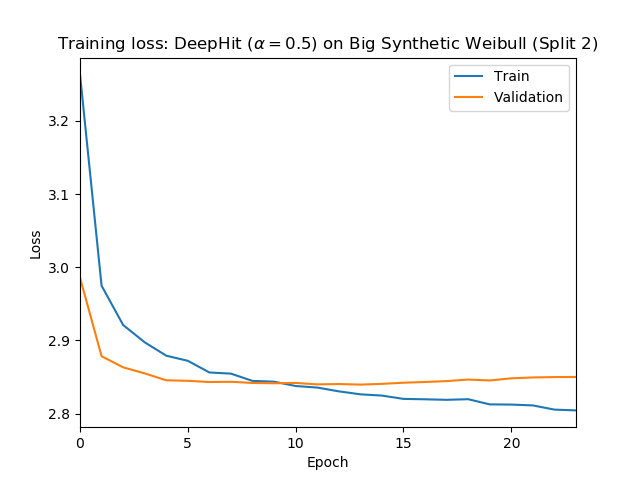 Training loss: DeepHit (α = 0.5) on Big Synthetic Weibull (Split 2)
Train
Validation
3.2
3.1
3.0
2.9
2.8
Loss
0 5 10 15 20
Epoch